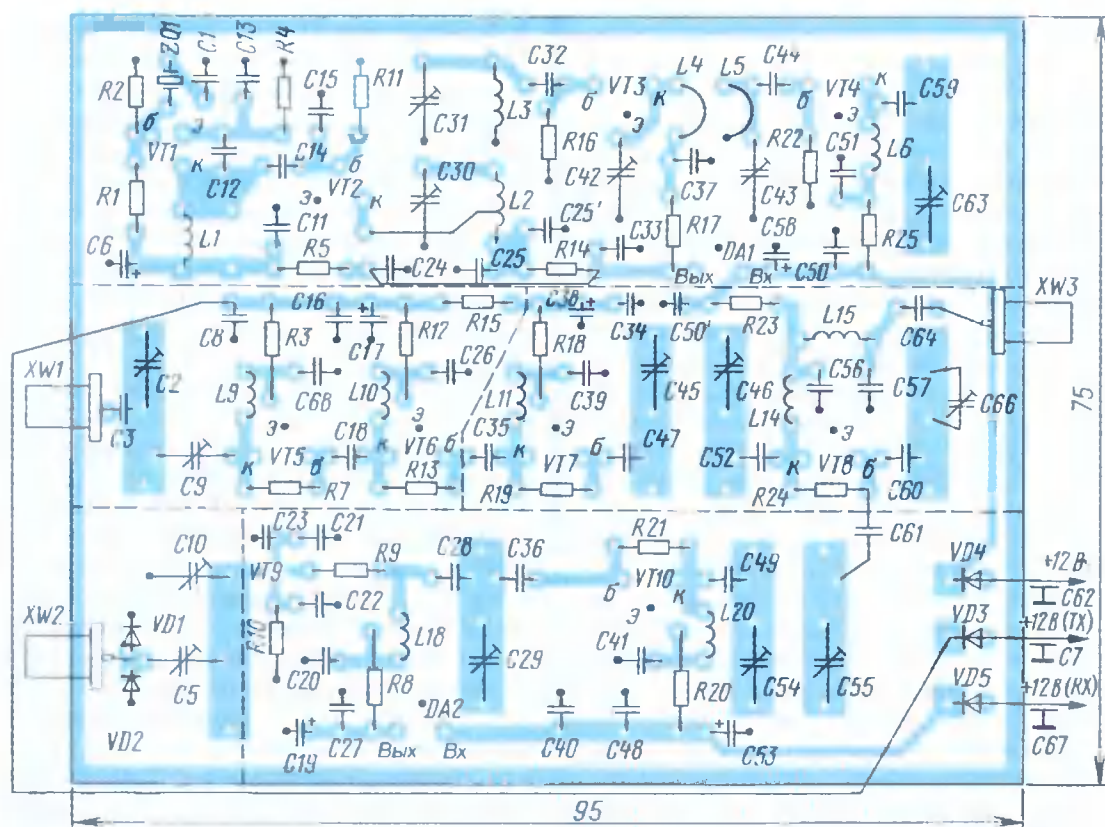 R2
ZQ1
C1
C13
R4
C15
R11
C31
L3
C32
VT3
L4
L5
C44
VT4
к
C59
б
э
к
б
э
R16
R22
C51
L6
VT1
к
C12
C14
б
C30
C42
C37
C43
C63
R1
э
VT2
к
L2
C25'
C6
+
L1
C11
R5
C24
C25
R14
C33
R17
DA1
C58
+
C50
R25
Вых
Вх
XW3
C8
C16
R3
+
C17
R12
R15
C38
+
R18
C34
C50'
R23
L15
C64
XW1
C2
L9
C68
L10
C26
L11
C39
C45
C46
C56
C57
C66
L14
75
C3
э
C18
э
C35
э
э
C9
к
VT5
б
к
VT6
б
к
VT7
б
C47
C52
к
VT8
б
R7
R13
R19
R24
C60
C61
C10
C23
C21
R9
C28
C36
R21
C49
VD4
+12В
VT9
б
VT10
к
C62
XW2
VD1
R10
C22
э
L20
VD3
+12В(TX)
C5
C20
L18
C29
C41
C54
C55
C7
R8
R20
VD5
+12В(RX)
VD2
DA2
C67
C19
+
C27
Вых
Вх
C40
C48
+
C53
95